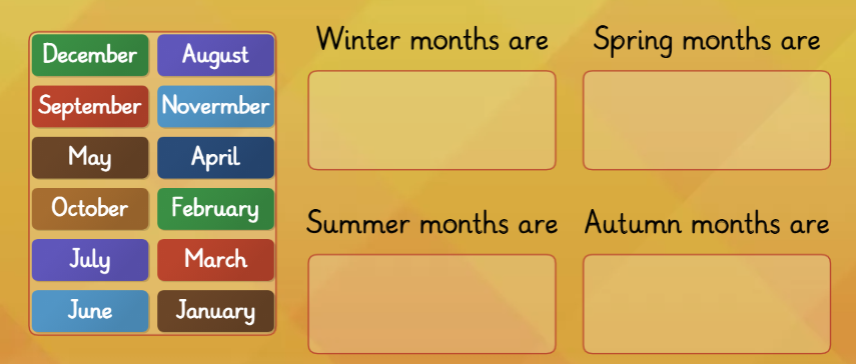 December
August
September
Novermber
May
April
October
February
July
March
June
January
Winter months are
Spring months are
Summer months are
Autumn months are